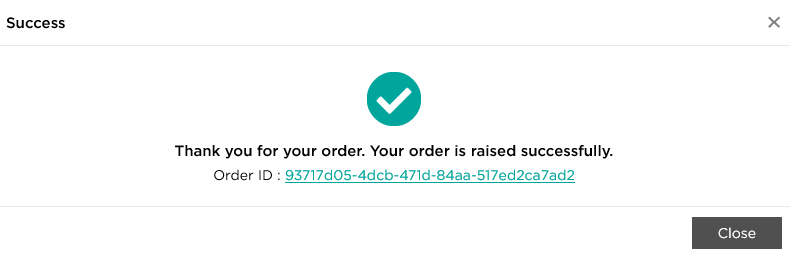 Success
Thank you for your order. Your order is raised successfully.
Order ID : 93717d05-4dcb-471d-84aa-517ed2ca7ad2
Close